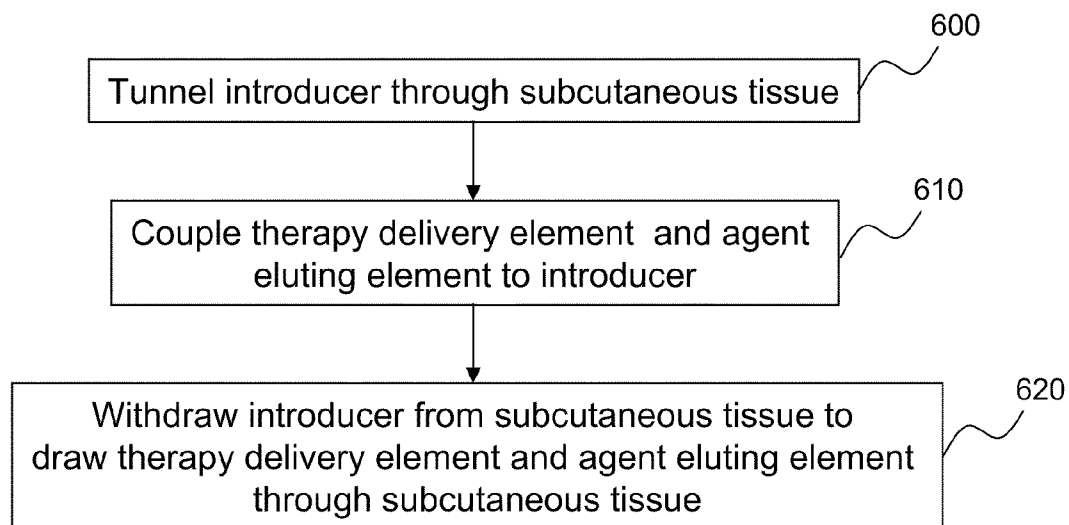 600
Tunnel introducer through subcutaneous tissue
610
Couple therapy delivery element and agent
eluting element to introducer
620
Withdraw introducer from subcutaneous tissue to
draw therapy delivery element and agent eluting element
through subcutaneous tissue